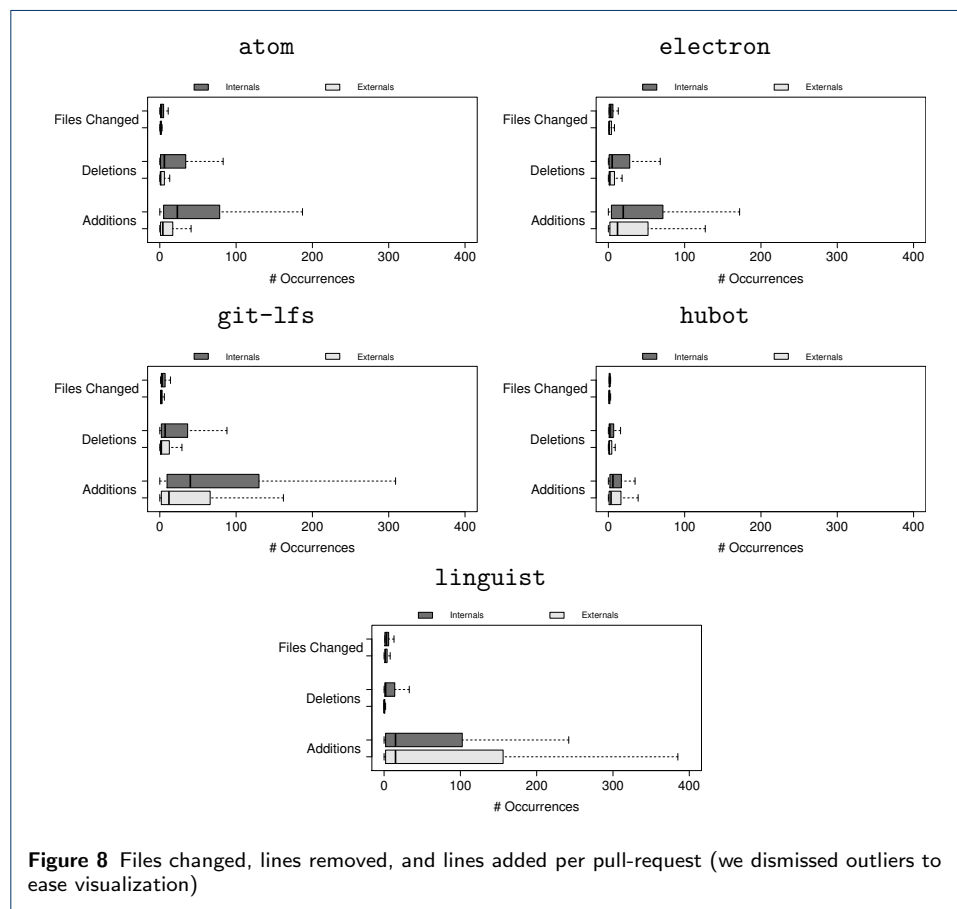 atom
Internals Externals
Files Changed
Deletions
Additions
0 100 200 300 400
# Occurrences
electron
Internals Externals
Files Changed
Deletions
Additions
0 100 200 300 400
# Occurrences
git-lfs
Internals Externals
Files Changed
Deletions
Additions
0 100 200 300 400
# Occurrences
hubot
Internals Externals
Files Changed
Deletions
Additions
0 100 200 300 400
# Occurrences
linguist
Internals Externals
Files Changed
Deletions
Additions
0 100 200 300 400
# Occurrences
Figure 8 Files changed, lines removed, and lines added per pull-request (we dismissed outliers to
ease visualization)